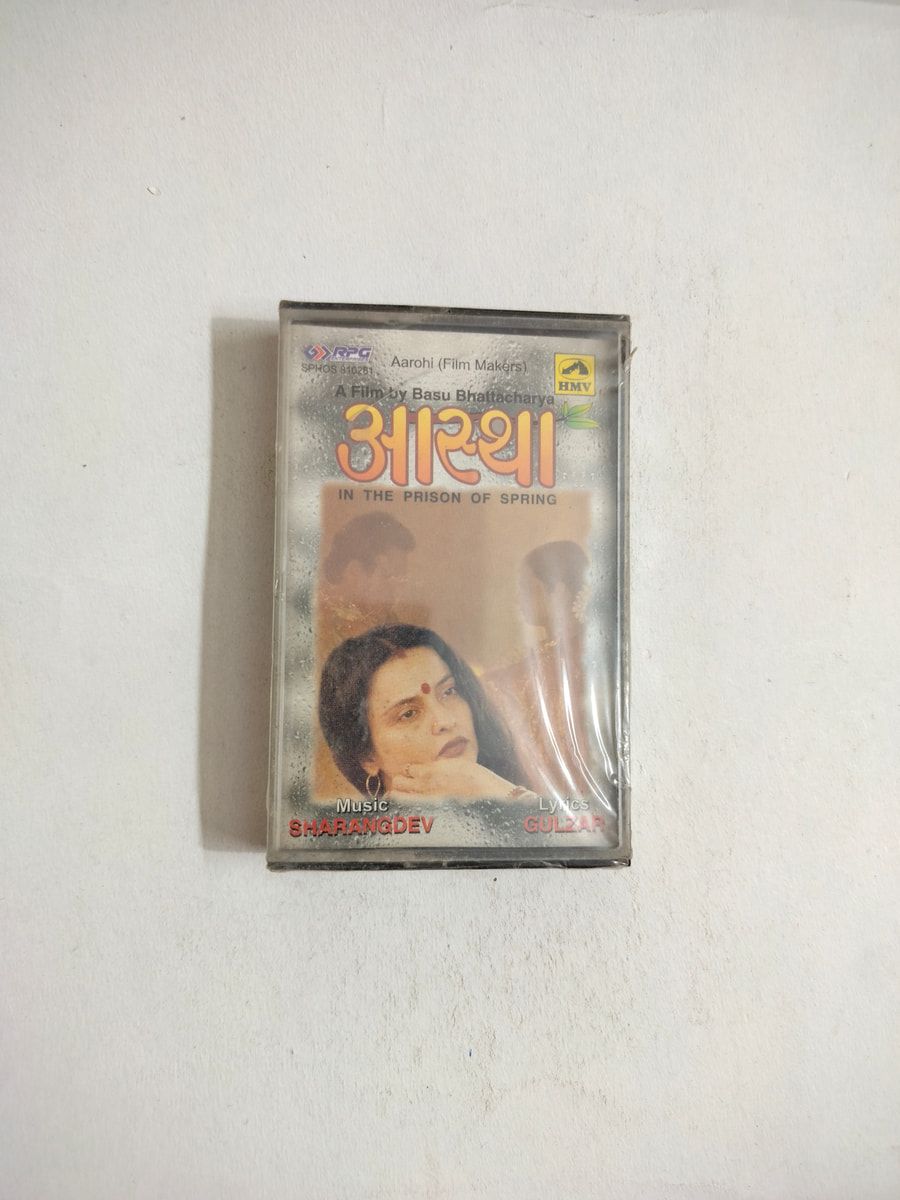 RPG
SPHOS 816281
Aarohi (Film Makers)
HMV
A Film by Basu Bhattacharya
आस्था
IN THE PRISON OF SPRING
Music
SHARANGDEV
Lyrics
GULZAR